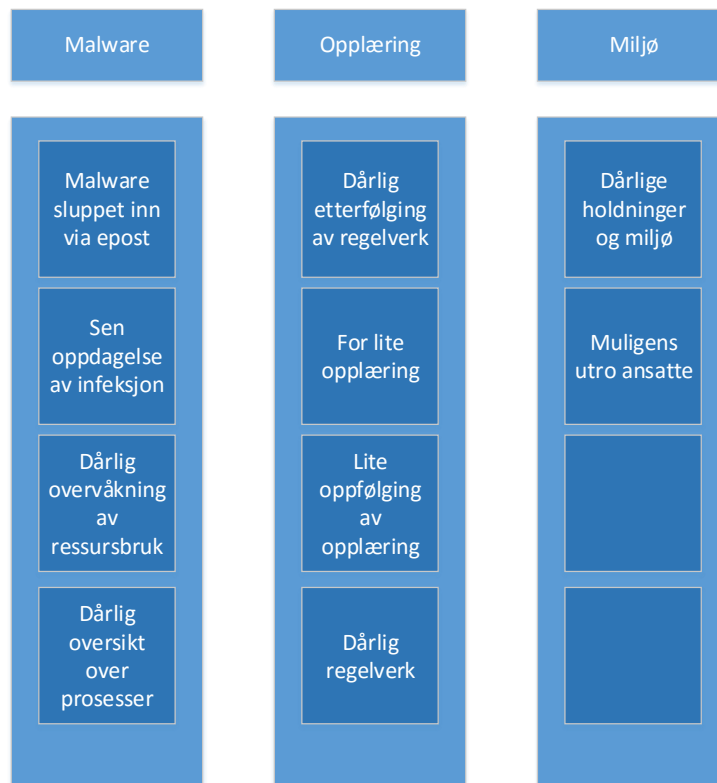 Malware
Opplæring
Miljø
Malware
sluppet inn
via epost
Sen
oppdagelse
av infeksjon
Dårlig
overvåkning
av
ressursbruk
Dårlig
oversikt
over
prosesser
Dårlig
etterfølging
av regelverk
For lite
opplæring
Lite
oppfølging
av
opplæring
Dårlig
regelverk
Dårlige
holdninger
og miljø
Muligens
utro ansatte